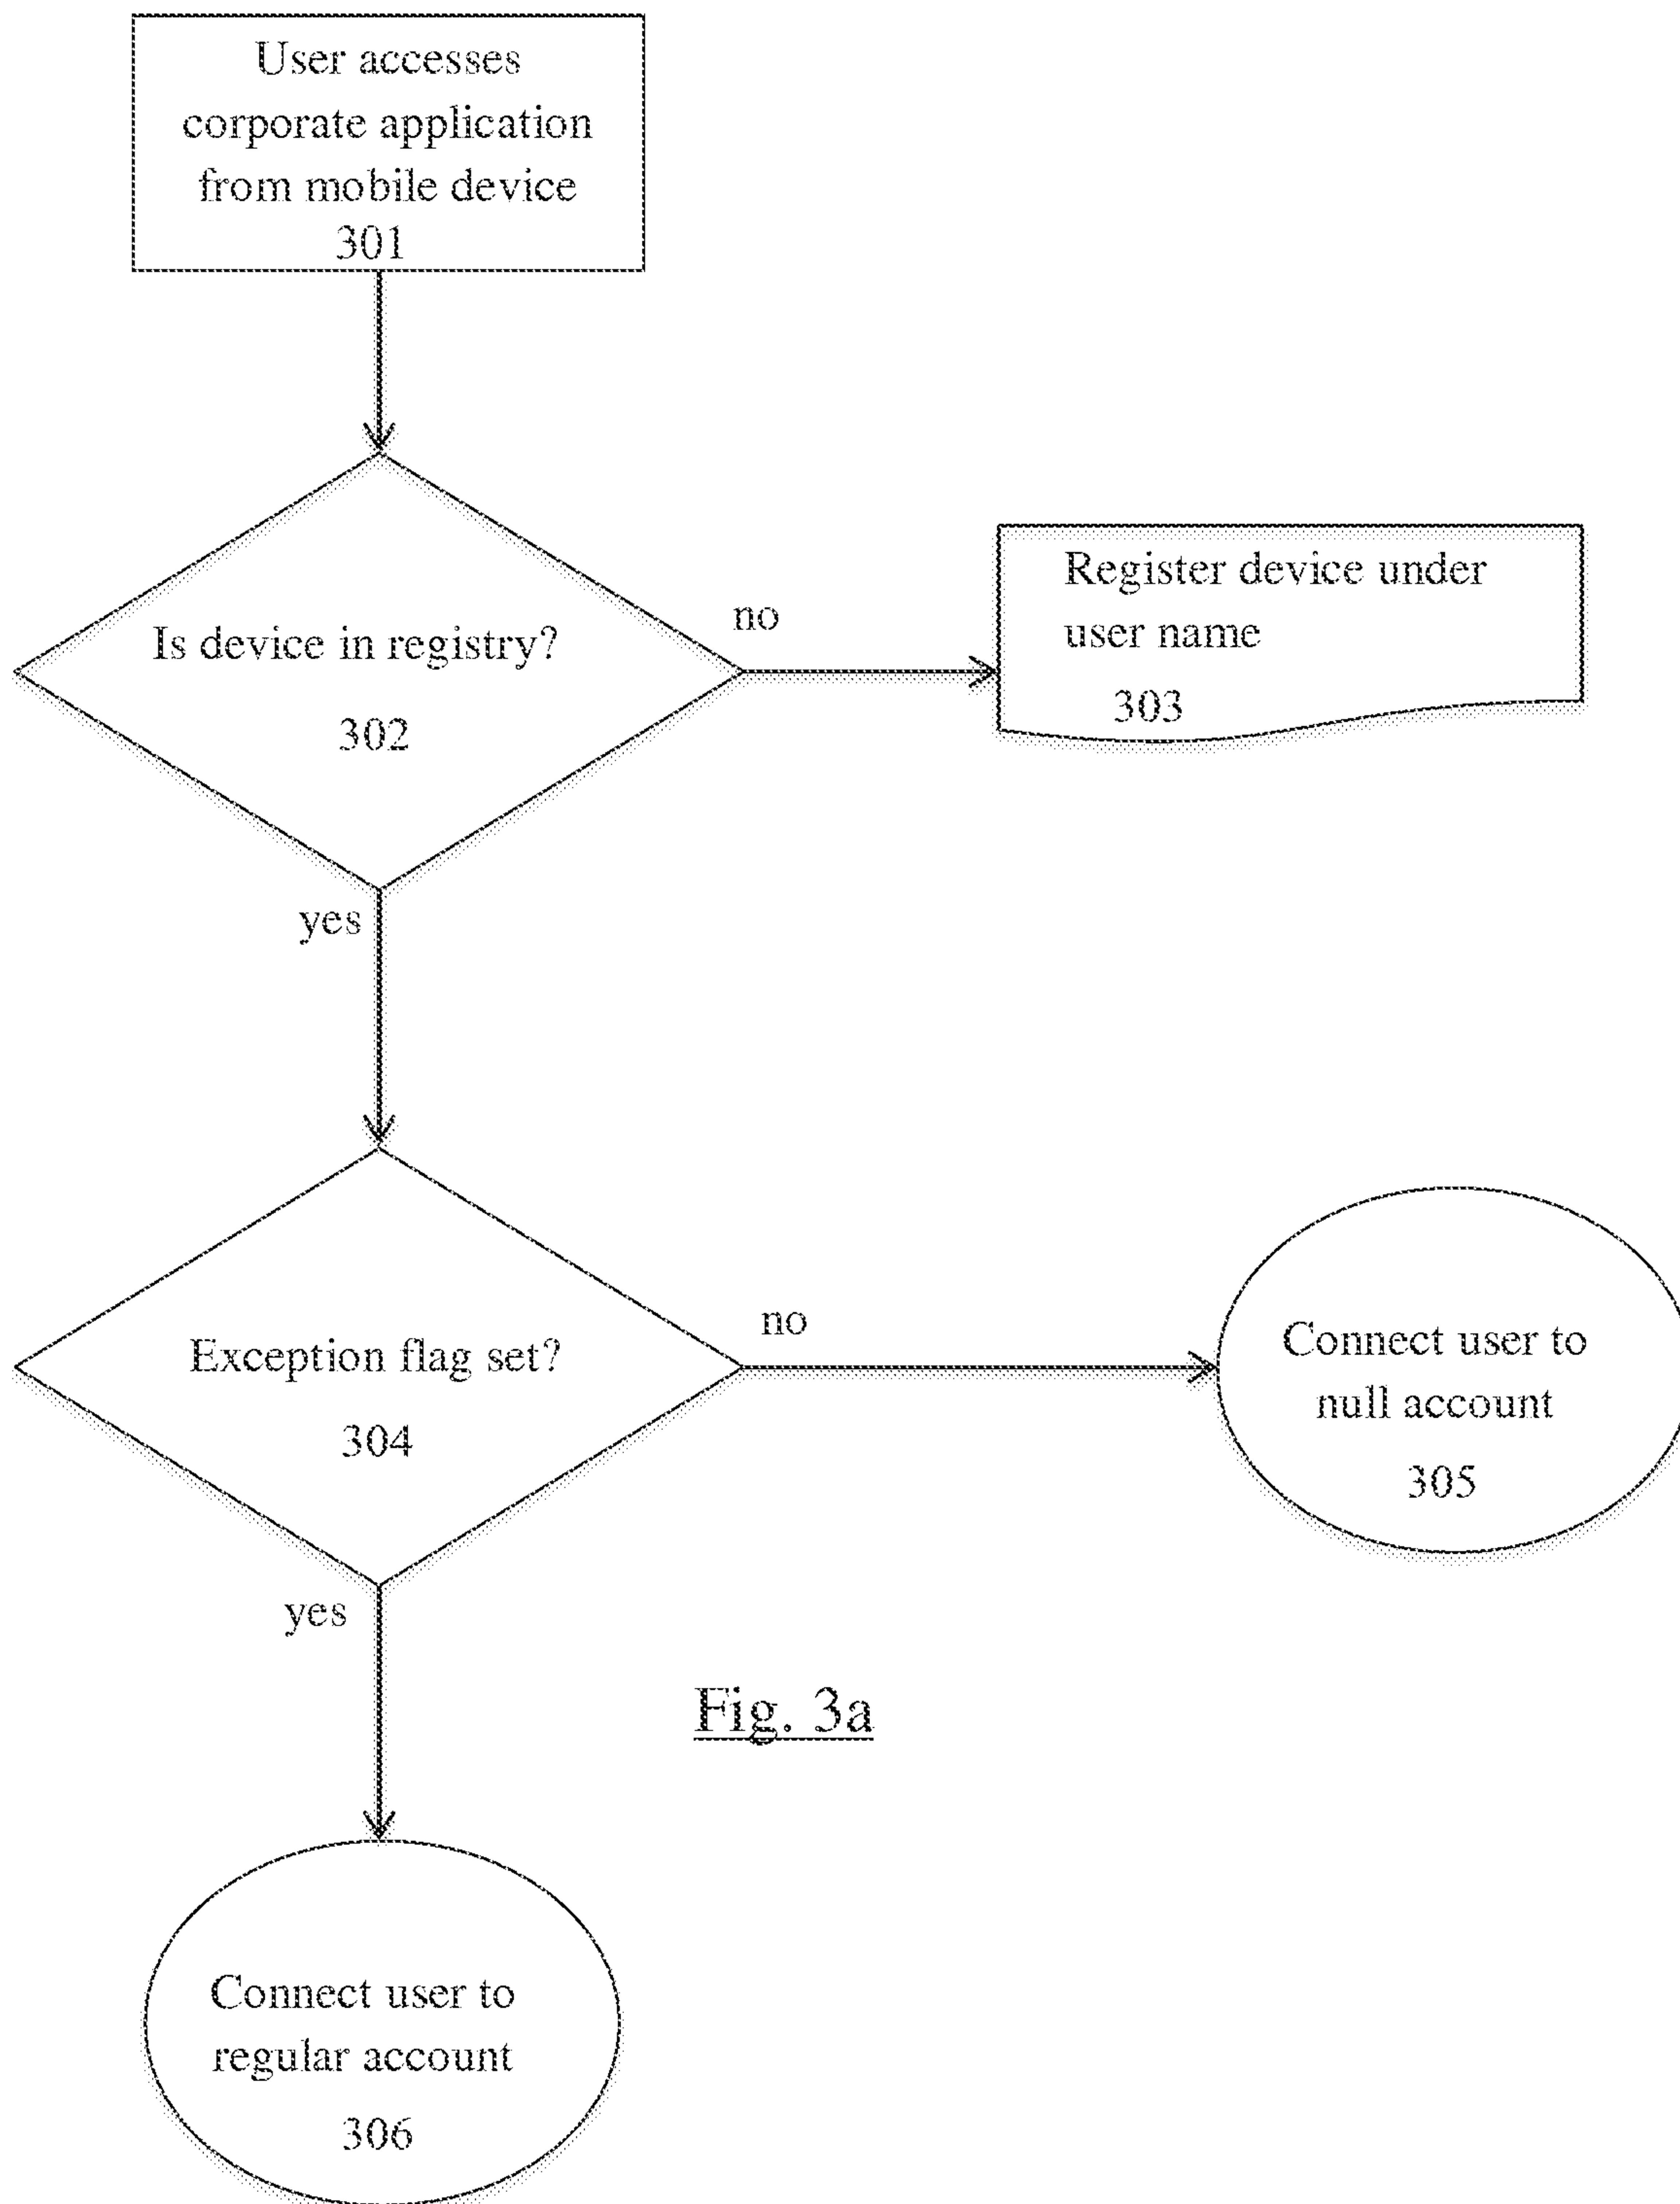 User accesses
corporate application
from mobile device
301
Is device in registry?
302
no
Register device under
user name
303
yes
Exception flag set?
304
no
Connect user to
null account
305
yes
Fig. 3a
Connect user to
regular account
306